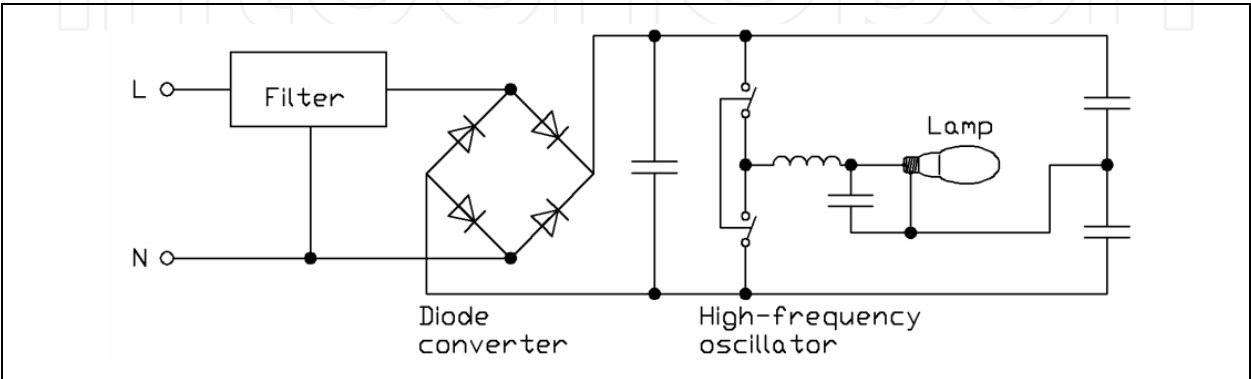 L
Filter
Lamp
N
Diode
converter
High-frequency
oscillator